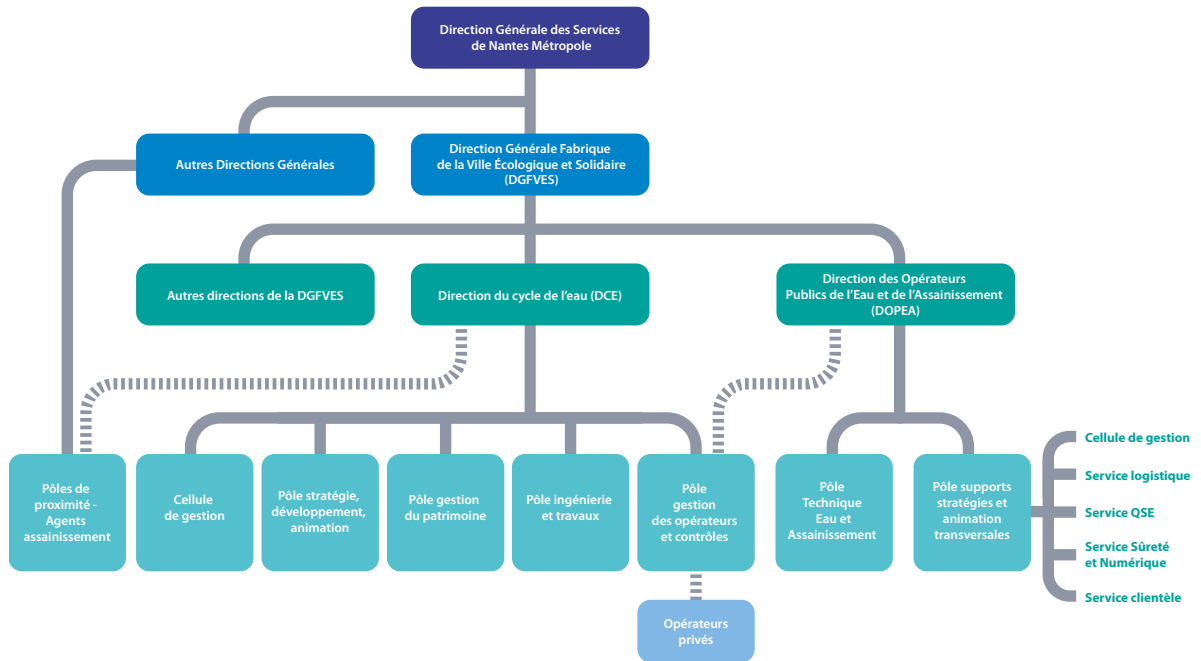 Direction Générale des Services
de Nantes Métropole
Autres Directions Générales
Direction Générale Fabrique
de la Ville Écologique et Solidaire
(DGFVES)
Autres directions de la DGFVES
Direction du cycle de l'eau (DCE)
Direction des Opérateurs
Publics de l'Eau et de l'Assainissement
(DOPEA)
Pôles de
proximité -
Agents
assainissement
Cellule
de gestion
Pôle stratégie,
développement,
animation
Pôle gestion
du patrimoine
Pôle ingénierie
et travaux
Pôle
gestion
des opérateurs
et contrôles
Pôle
Technique
Eau et
Assainissement
Pôle supports
stratégies et
animation
transversales
Cellule de gestion
Service logistique
Service QSE
Service Sûreté
et Numérique
Service clientèle
Opérateurs
privés